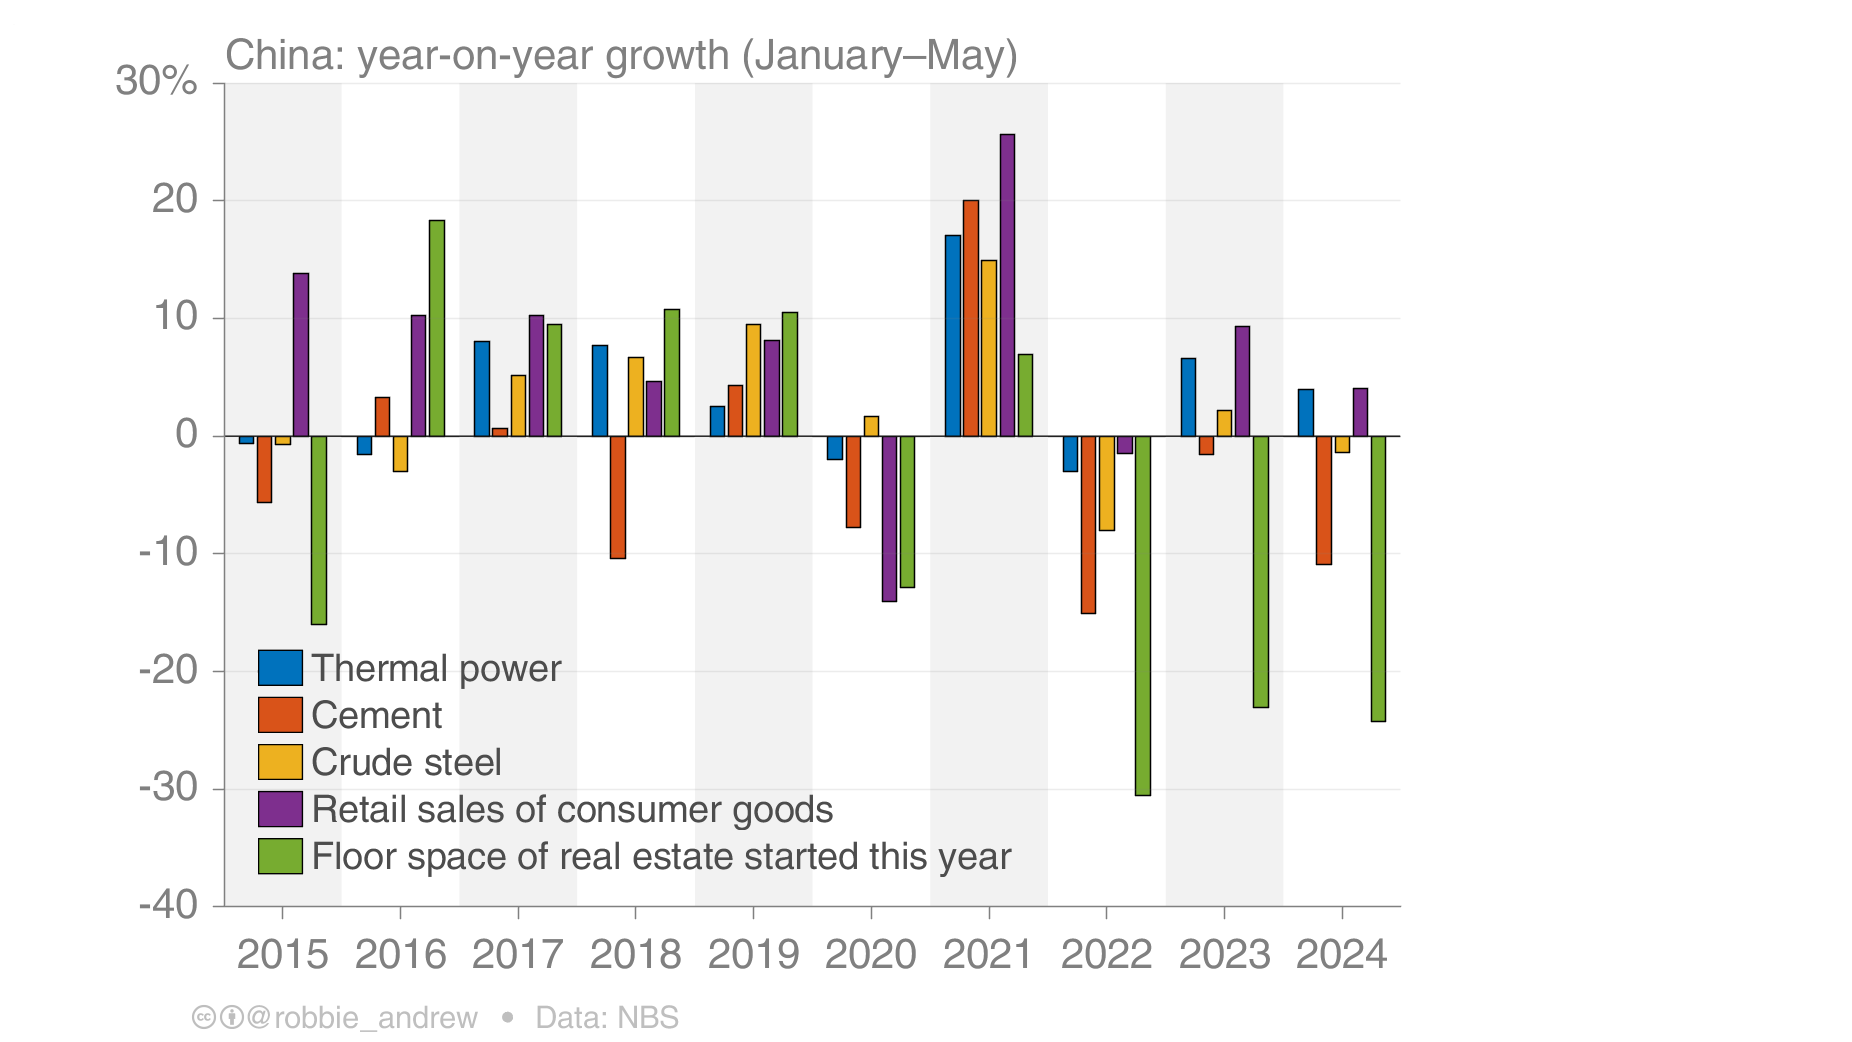 China: year-on-year growth (January–May)
30%
20
10
0
-10
-20
-30
-40
Thermal power
Cement
Crude steel
Retail sales of consumer goods
Floor space of real estate started this year
2015 2016 2017 2018 2019 2020 2021 2022 2023 2024
@robbie_andrew • Data: NBS